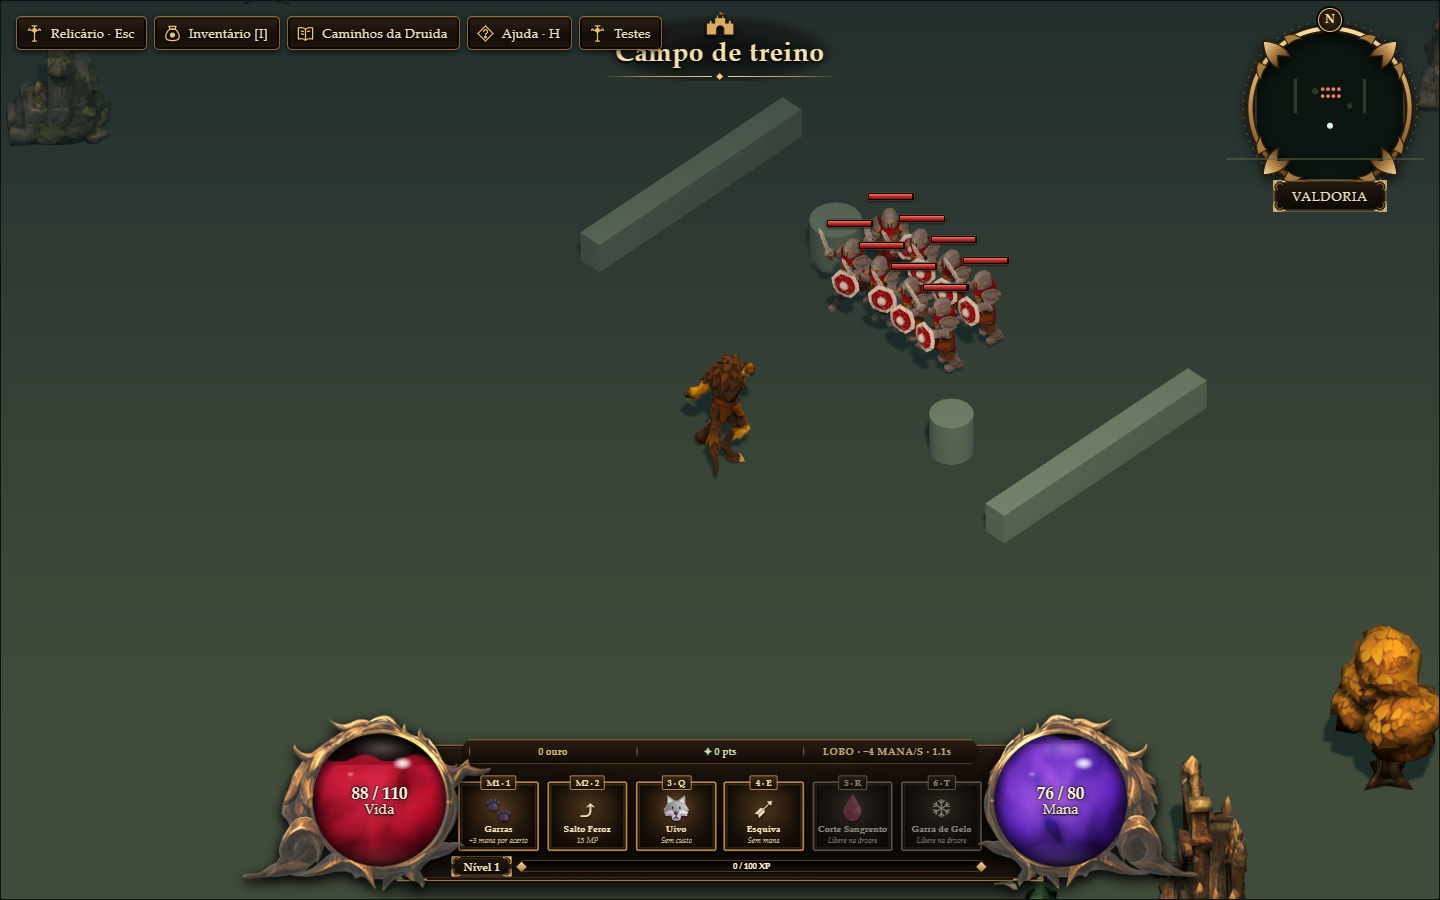 Relicário · Esc
Inventário [I]
Caminhos da Druida
Ajuda · H
Testes
Campo de treino
N
VALDORIA
0 ouro
✦ 0 pts
LOBO · −4 MANA/S · 1.1s
88 / 110
Vida
M1 · 1
Garras
+3 mana por acerto
M2 · 2
Salto Feroz
15 MP
3 · Q
Uivo
Sem custo
4 · E
Esquiva
Sem mana
5 · R
Corte Sangrento
Libere na árvore
6 · T
Garra de Gelo
Libere na árvore
76 / 80
Mana
Nível 1
0 / 100 XP